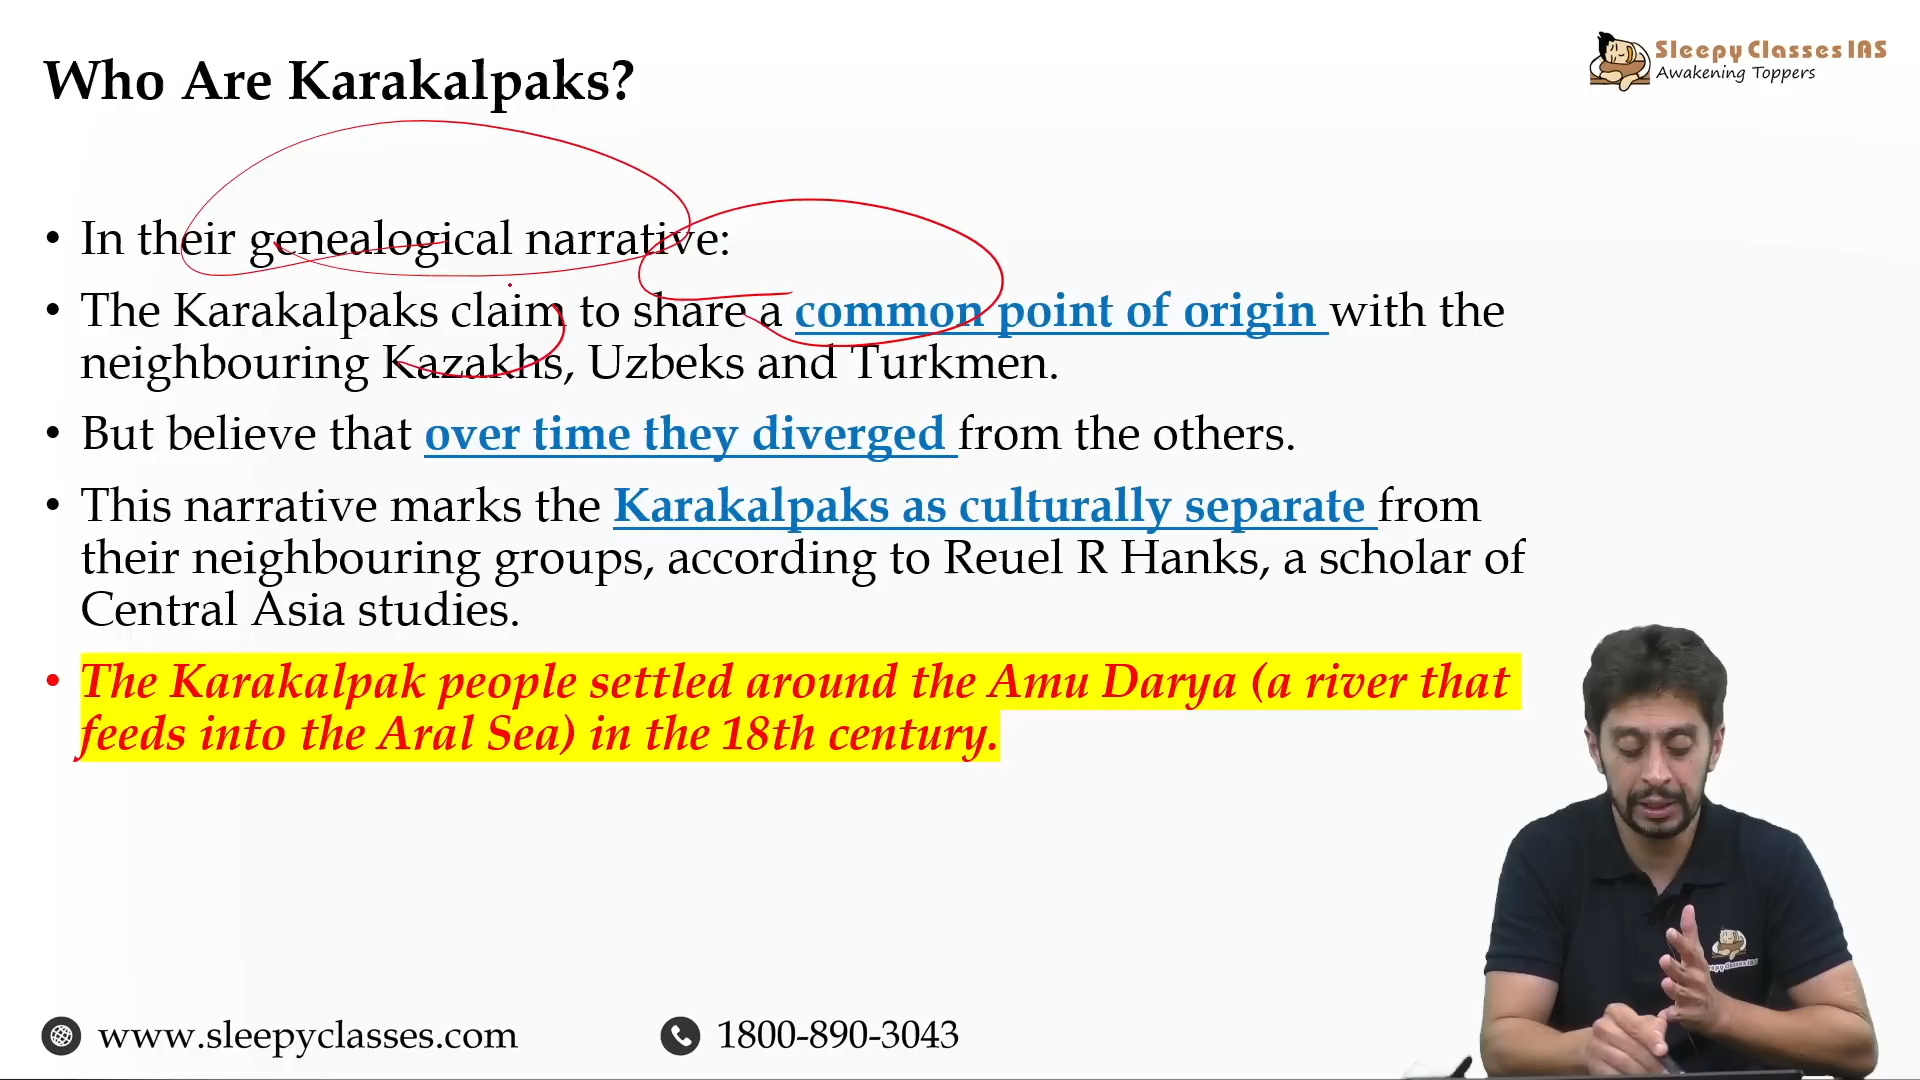 Who Are Karakalpaks?
Sleepy Classes IAS
Awakening Toppers
• In their genealogical narrative:
• The Karakalpaks claim to share a common point of origin with the
neighbouring Kazakhs, Uzbeks and Turkmen.
• But believe that over time they diverged from the others.
• This narrative marks the Karakalpaks as culturally separate from
their neighbouring groups, according to Reuel R Hanks, a scholar of
Central Asia studies.
• The Karakalpak people settled around the Amu Darya (a river that
feeds into the Aral Sea) in the 18th century.
www.sleepyclasses.com
1800-890-3043